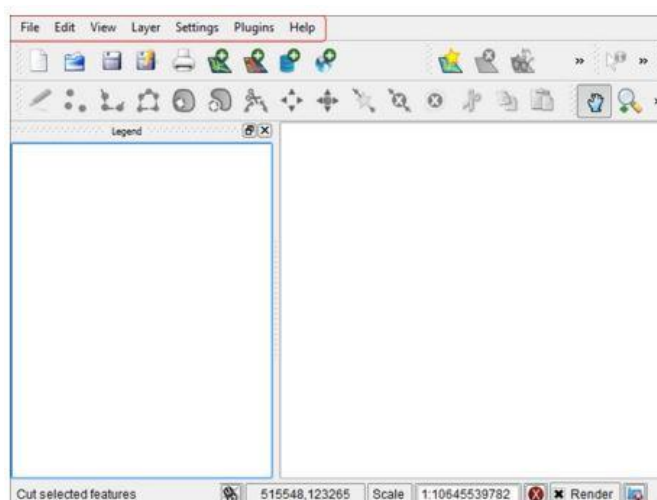 File Edit View Layer Settings Plugins Help
Legend
Cut selected features 515548,123265 Scale 1:10645539782 Render